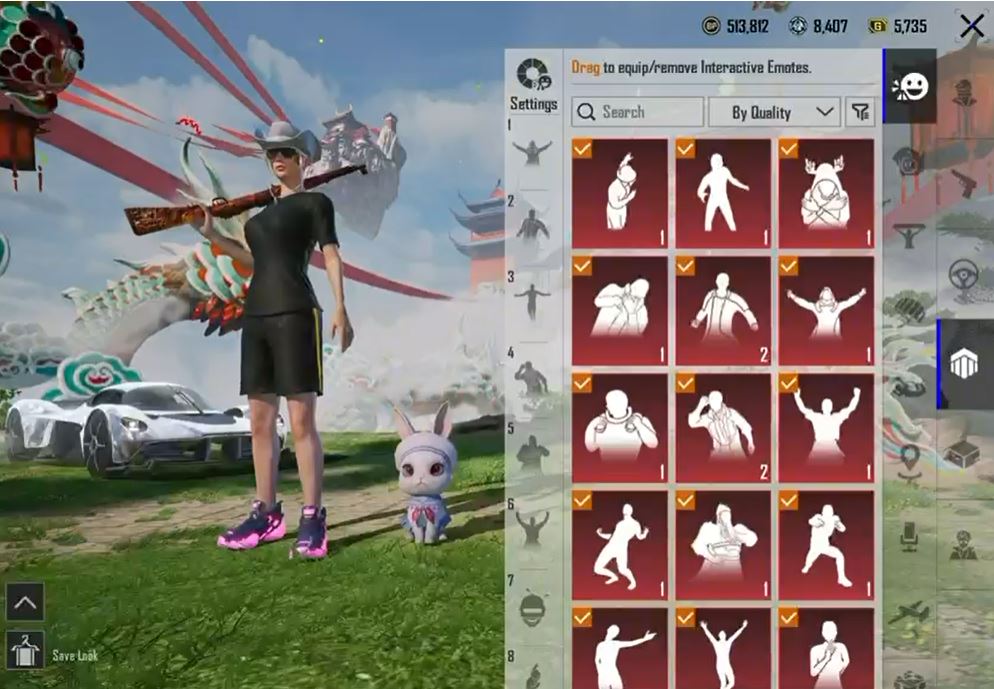 BP 513,812 8,407 G 5,735
Settings
Drag to equip/remove Interactive Emotes.
Search
By Quality
1
2
3
4
5
6
7
8
1 1 1
1 2 1
1 2 1
1 1 1
Save Look